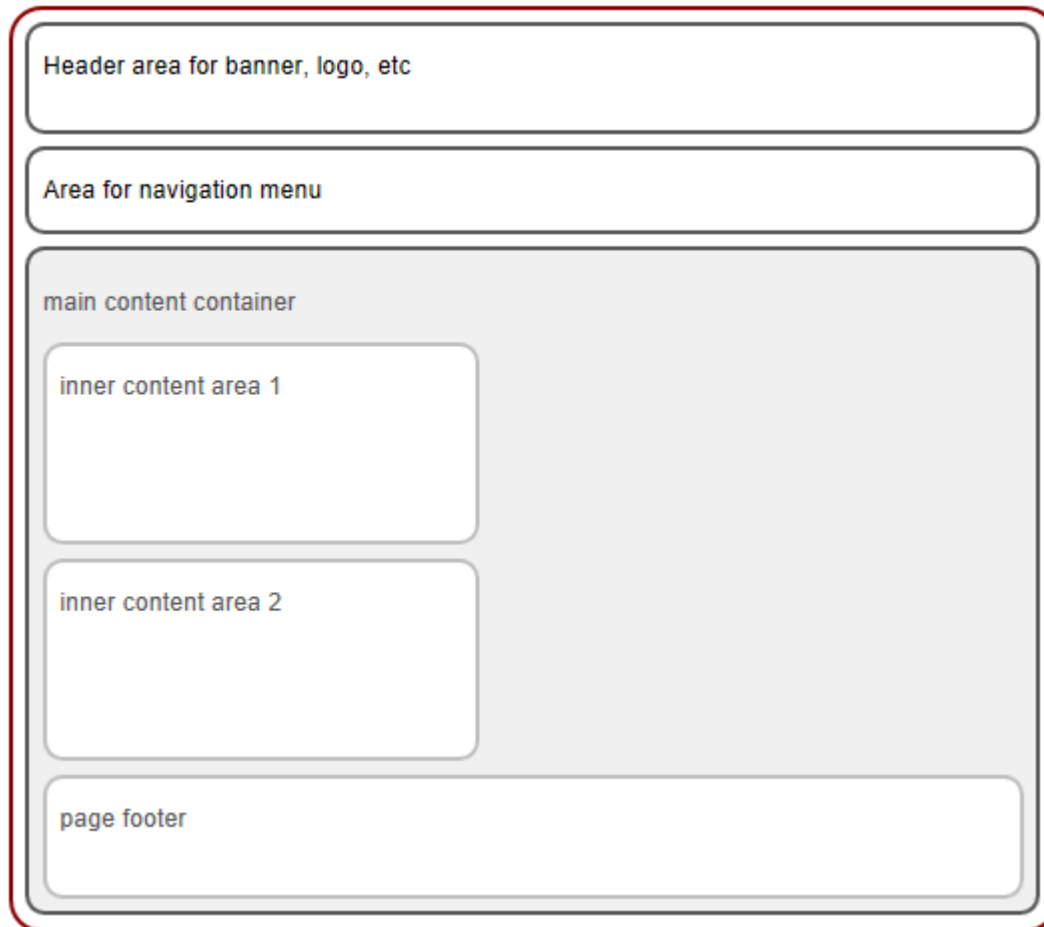 Header area for banner, logo, etc
Area for navigation menu
main content container
inner content area 1
inner content area 2
page footer